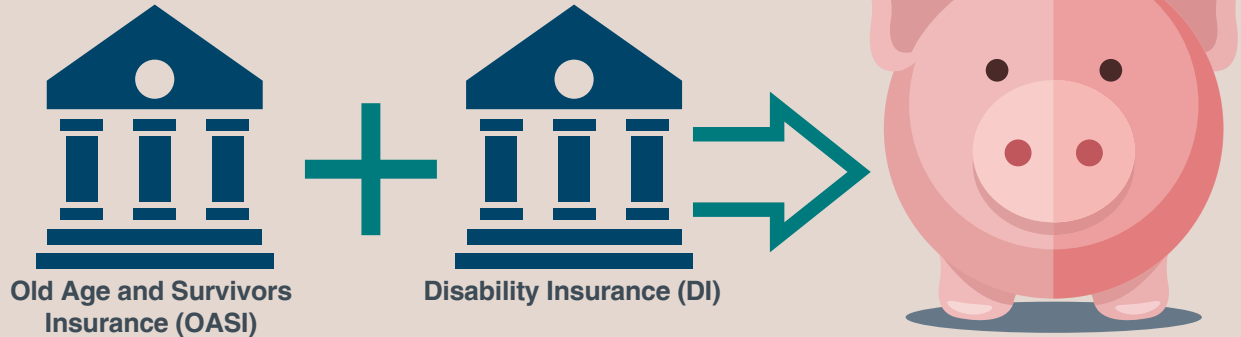 Old Age and Survivors
Insurance (OASI)
Disability Insurance (DI)